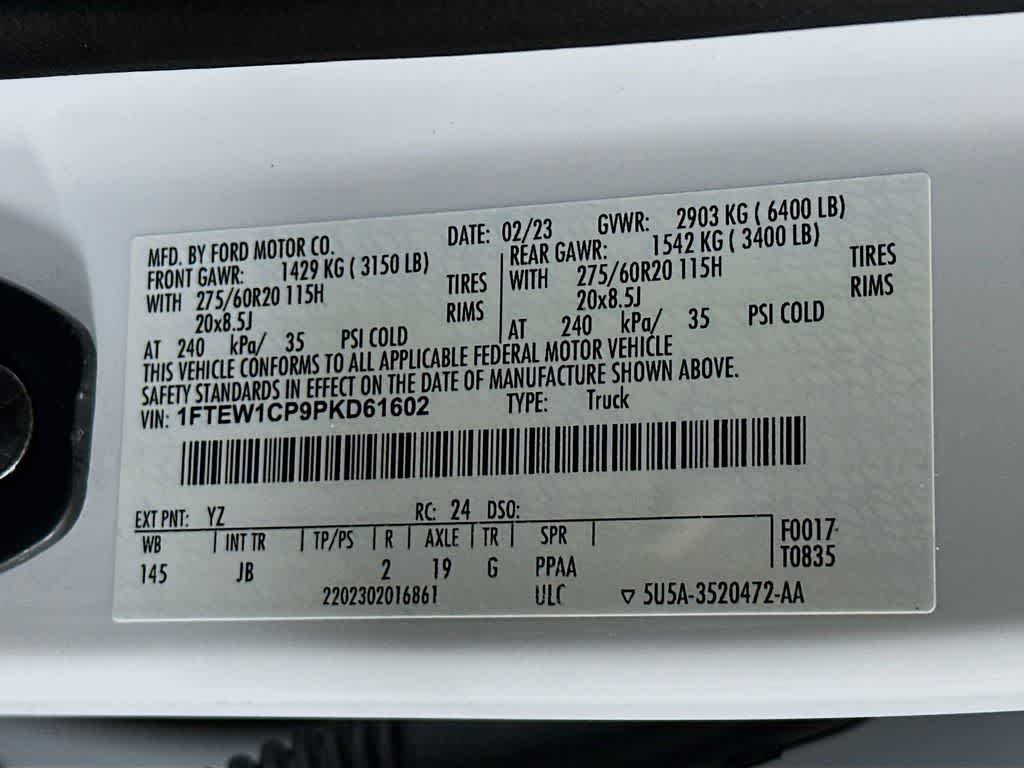 MFD. BY FORD MOTOR CO. DATE: 02/23 GVWR: 2903 KG ( 6400 LB)
FRONT GAWR: 1429 KG ( 3150 LB) REAR GAWR: 1542 KG ( 3400 LB)
WITH 275/60R20 115H TIRES WITH 275/60R20 115H TIRES
20x8.5J RIMS 20x8.5J RIMS
AT 240 kPa/ 35 PSI COLD AT 240 kPa/ 35 PSI COLD
THIS VEHICLE CONFORMS TO ALL APPLICABLE FEDERAL MOTOR VEHICLE
SAFETY STANDARDS IN EFFECT ON THE DATE OF MANUFACTURE SHOWN ABOVE.
VIN: 1FTEW1CP9PKD61602 TYPE: Truck
EXT PNT: YZ RC: 24 DSO:
WB INT TR TP/PS R AXLE TR SPR F0017-
145 JB 2 19 G PPAA T0835
2202302016861 ULC ▽ 5U5A-3520472-AA